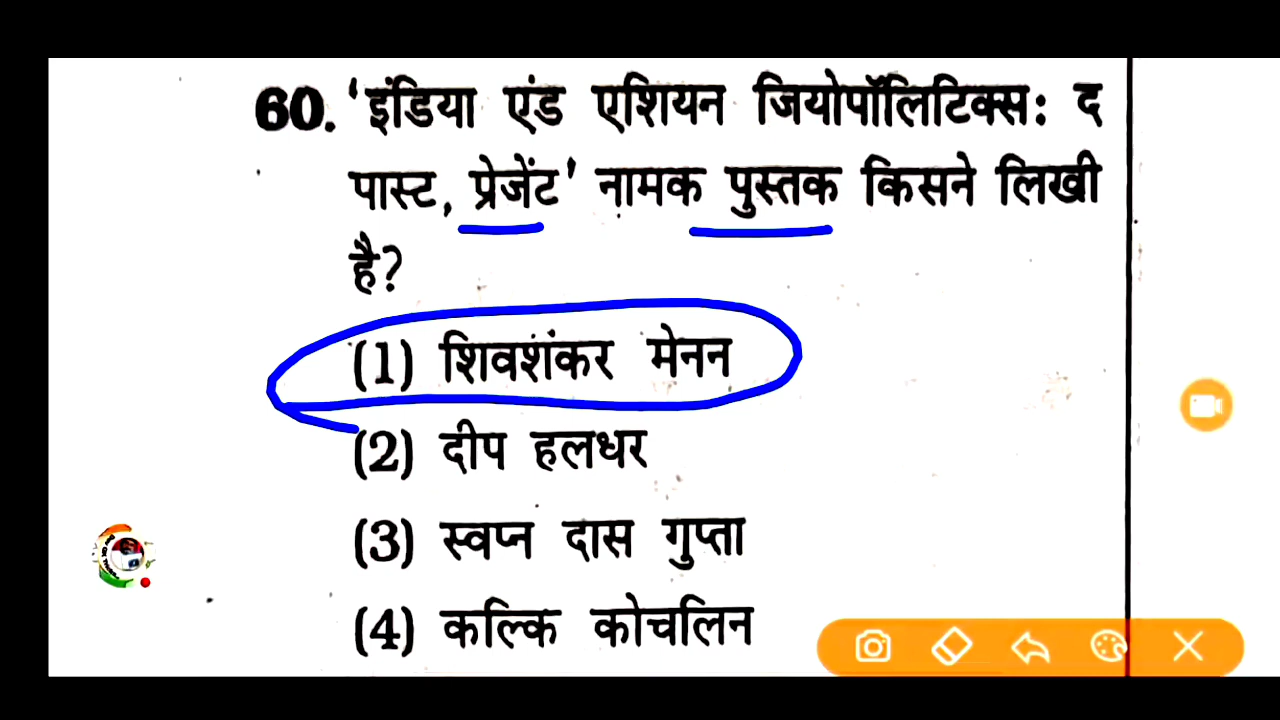 60. 'इंडिया एंड एशियन जियोपॉलिटिक्स: द
पास्ट, प्रेजेंट' नामक पुस्तक किसने लिखी
है?
(1) शिवशंकर मेनन
(2) दीप हलधर
(3) स्वप्न दास गुप्ता
(4) कल्कि कोचलिन